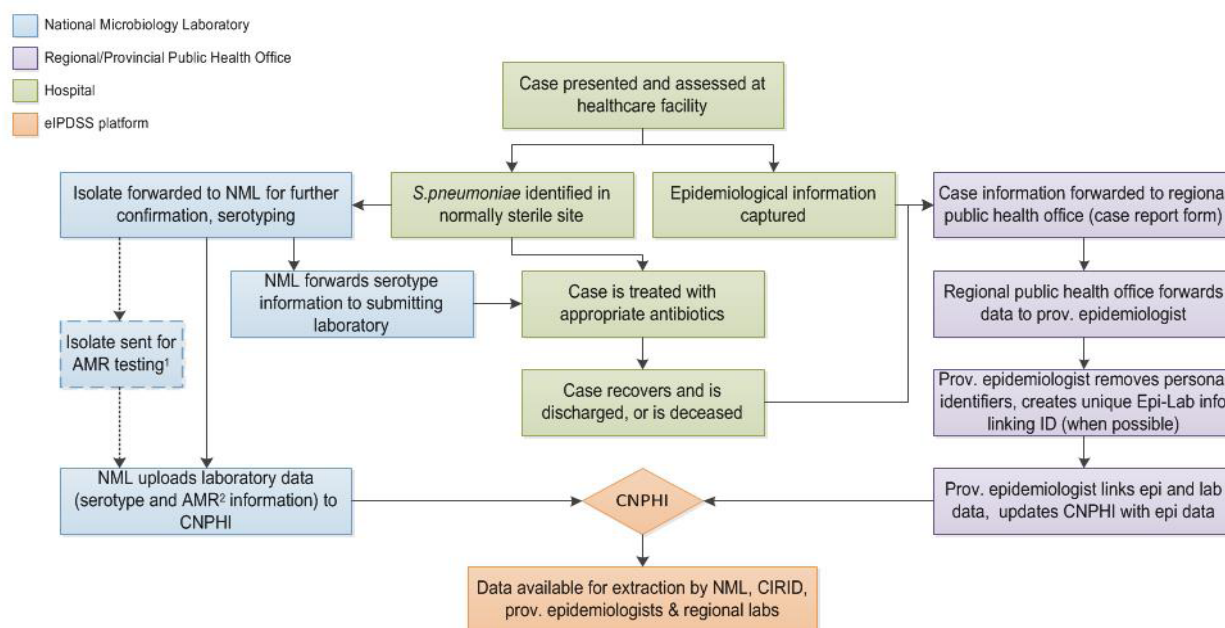 National Microbiology Laboratory
Regional/Provincial Public Health Office
Hospital
eIPDSS platform
Case presented and assessed at
healthcare facility
Isolate forwarded to NML for further
confirmation, serotyping
S.pneumoniae identified in
normally sterile site
Epidemiological information
captured
Case information forwarded to regiona
public health office (case report form)
NML forwards serotype
information to submitting
laboratory
Case is treated with
appropriate antibiotics
Regional public health office forwards
data to prov. epidemiologist
Isolate sent for
AMR testing¹
Case recovers and is
discharged, or is deceased
Prov. epidemiologist removes persona
identifiers, creates unique Epi-Lab info
linking ID (when possible)
NML uploads laboratory data
(serotype and AMR² information) to
CNPHI
CNPHI
Prov. epidemiologist links epi and lab
data, updates CNPHI with epi data
Data available for extraction by NML, CIRID,
prov. epidemiologists & regional labs